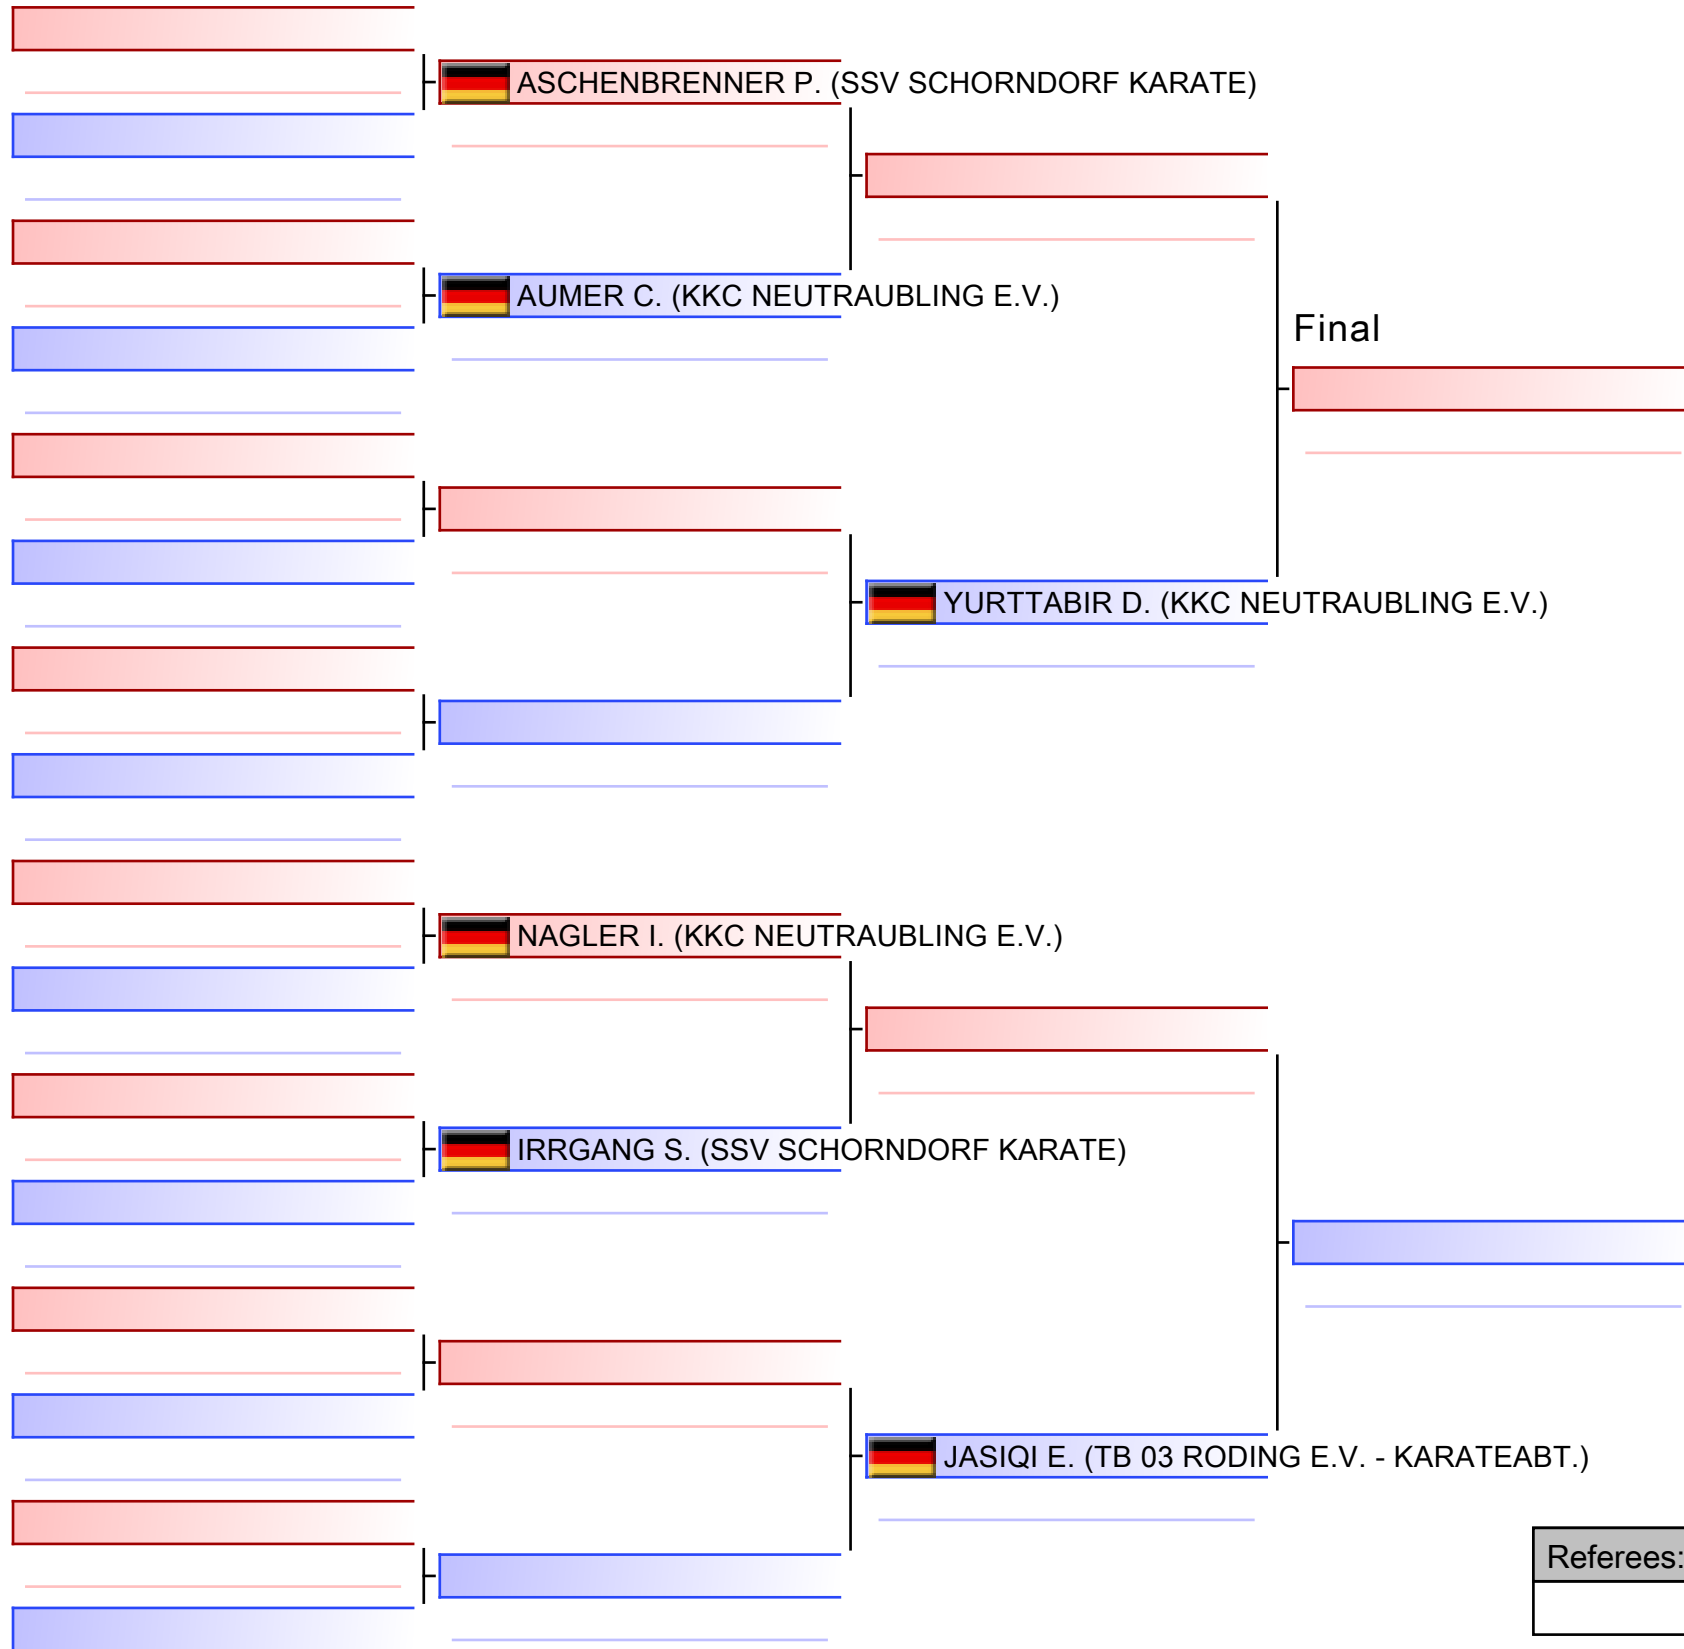 ASCHENBRENNER P. (SSV SCHORNDORF KARATE)
AUMER C. (KKC NEUTRAUBLING E.V.)
Final
YURTTABIR D. (KKC NEUTRAUBLING E.V.)
NAGLER I. (KKC NEUTRAUBLING E.V.)
IRRGANG S. (SSV SCHORNDORF KARATE)
JASIQI E. (TB 03 RODING E.V. - KARATEABT.)
Referees: